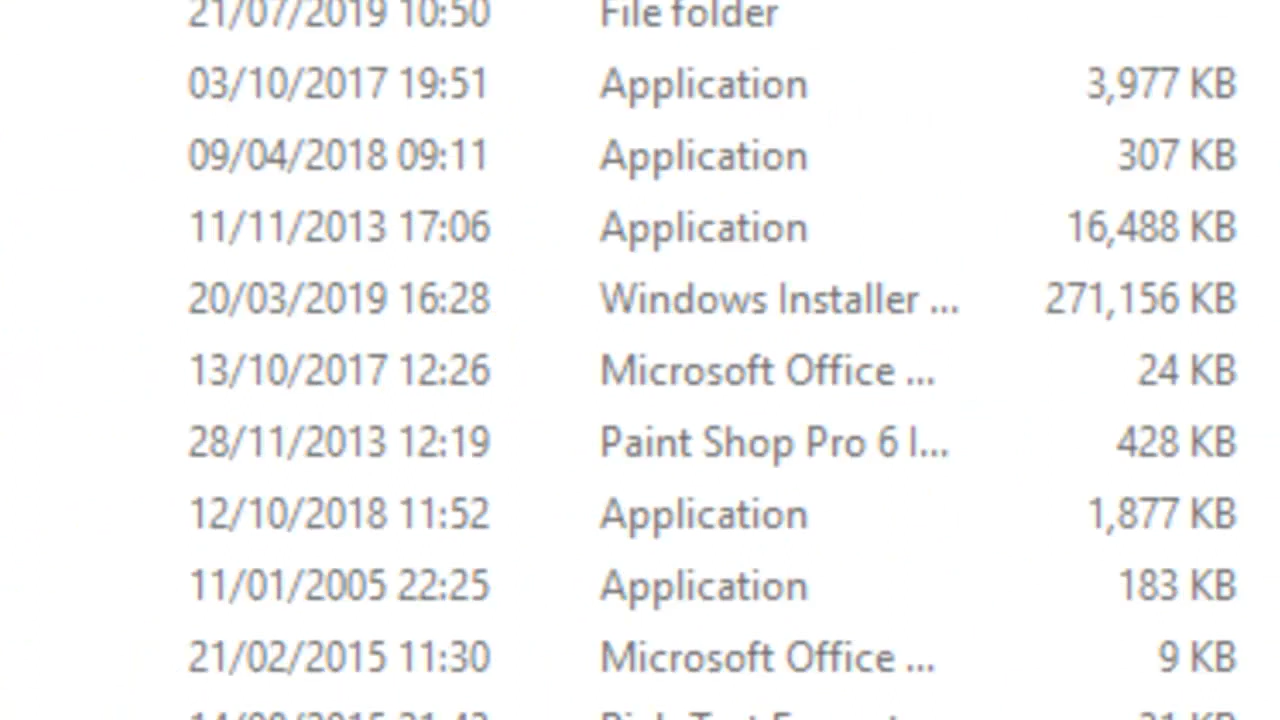 21/07/2019 10:50 File folder
03/10/2017 19:51 Application 3,977 KB
09/04/2018 09:11 Application 307 KB
11/11/2013 17:06 Application 16,488 KB
20/03/2019 16:28 Windows Installer ... 271,156 KB
13/10/2017 12:26 Microsoft Office ... 24 KB
28/11/2013 12:19 Paint Shop Pro 6 I... 428 KB
12/10/2018 11:52 Application 1,877 KB
11/01/2005 22:25 Application 183 KB
21/02/2015 11:30 Microsoft Office ... 9 KB